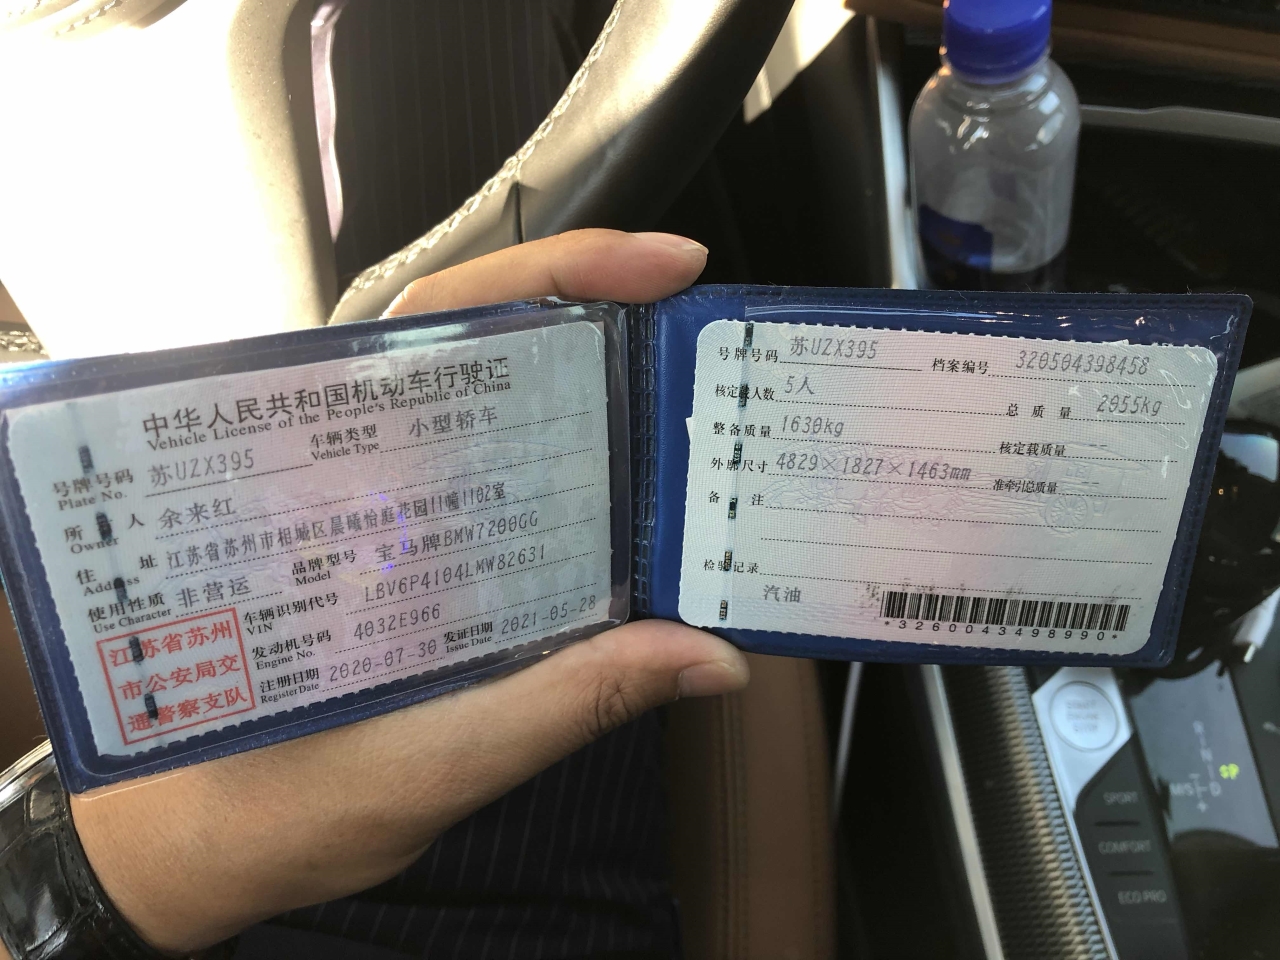 中华人民共和国机动车行驶证
Vehicle License of the People's Republic of China
号牌号码 苏UZX395 车辆类型 小型轿车
Plate No. Vehicle Type
所有人 余来红
Owner
住址 江苏省苏州市相城区晨曦怡庭花园11幢1102室
Address
使用性质 非营运 品牌型号 宝马牌BMW7200GG
Use Character Model
江苏省苏州
市公安局交
通警察支队
车辆识别代号 LBV6P4104LMW82631
VIN
发动机号码 4032E966
Engine No.
注册日期 2020-07-30 发证日期 2021-05-28
Register Date Issue Date
号牌号码 苏UZX395 档案编号 320504398458
核定载人数 5人 总质量 2055kg
整备质量 1630kg 核定载质量 --
外廓尺寸 4829×1827×1463mm 准牵引总质量 --
备注
检验记录
汽油
*3260043498990*
START
ENGINE
STOP
R
N
M/S D
+
SP
SPORT
COMFORT
ECO PRO